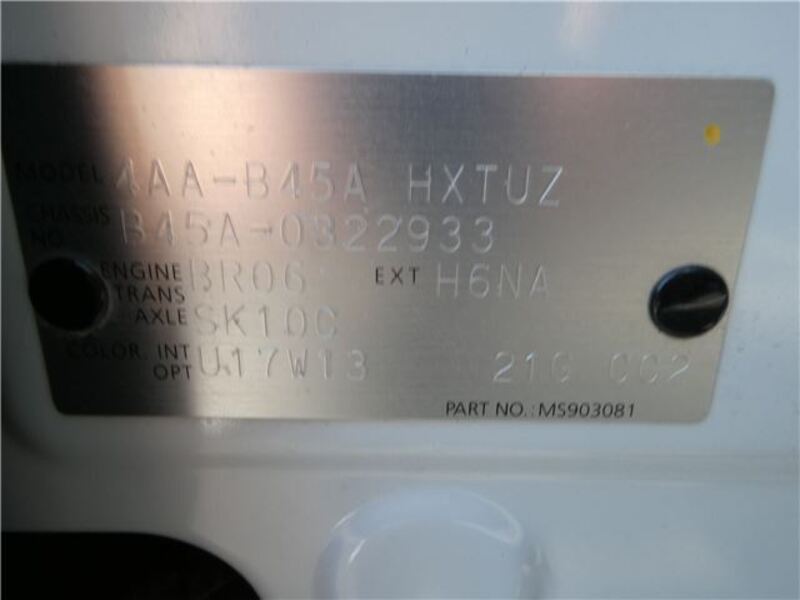 MODEL 4AA-B45A HXTUZ
CHASSIS NO. B45A-0322933
ENGINE BR06 EXT H6NA
TRANS
AXLE SK10C
COLOR. INT U17W13 21G CC2
OPT
PART NO.: MS903081